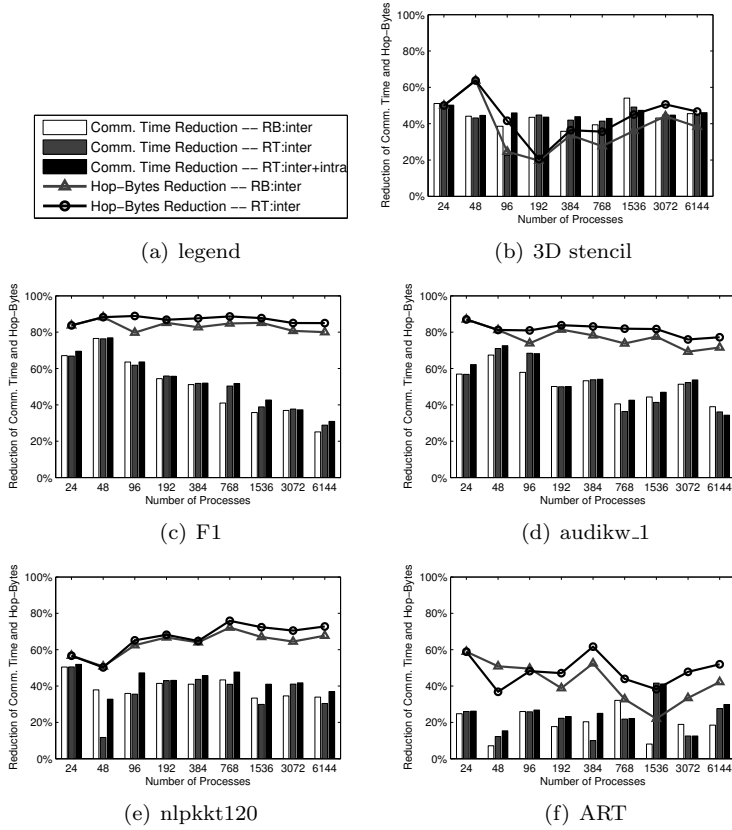 Comm. Time Reduction −− RB:inter
Comm. Time Reduction −− RT:inter
Comm. Time Reduction −− RT:inter+intra
Hop−Bytes Reduction −− RB:inter
Hop−Bytes Reduction −− RT:inter
(a) legend
Reduction of Comm. Time and Hop−Bytes
100%
80%
60%
40%
20%
0%
24 48 96 192 384 768 1536 3072 6144
Number of Processes
(b) 3D stencil
Reduction of Comm. Time and Hop−Bytes
100%
80%
60%
40%
20%
0%
24 48 96 192 384 768 1536 3072 6144
Number of Processes
(c) F1
Reduction of Comm. Time and Hop−Bytes
100%
80%
60%
40%
20%
0%
24 48 96 192 384 768 1536 3072 6144
Number of Processes
(d) audikw_1
Reduction of Comm. Time and Hop−Bytes
100%
80%
60%
40%
20%
0%
24 48 96 192 384 768 1536 3072 6144
Number of Processes
(e) nlpkkt120
Reduction of Comm. Time and Hop−Bytes
100%
80%
60%
40%
20%
0%
24 48 96 192 384 768 1536 3072 6144
Number of Processes
(f) ART